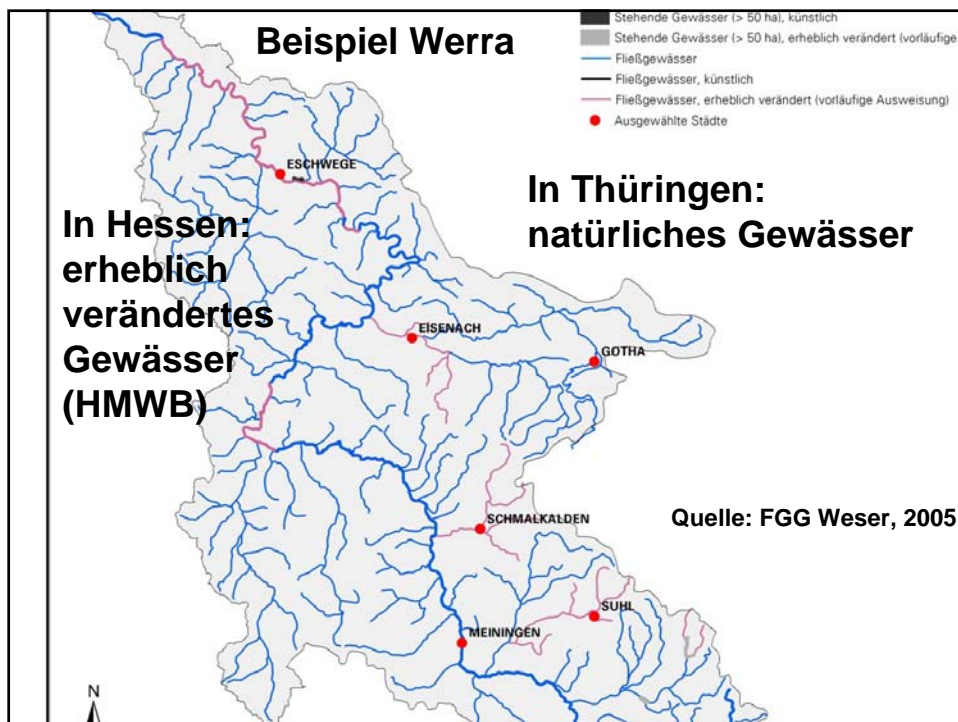 Beispiel Werra
Stehende Gewässer (> 50 ha), künstlich
Stehende Gewässer (> 50 ha), erheblich verändert (vorläufige
Fließgewässer
Fließgewässer, künstlich
Fließgewässer, erheblich verändert (vorläufige Ausweisung)
Ausgewählte Städte
ESCHWEGE
In Thüringen:
natürliches Gewässer
In Hessen:
erheblich
verändertes
Gewässer
(HMWB)
EISENACH
GOTHA
SCHMALKALDEN
Quelle: FGG Weser, 2005
SUHL
MEININGEN
N